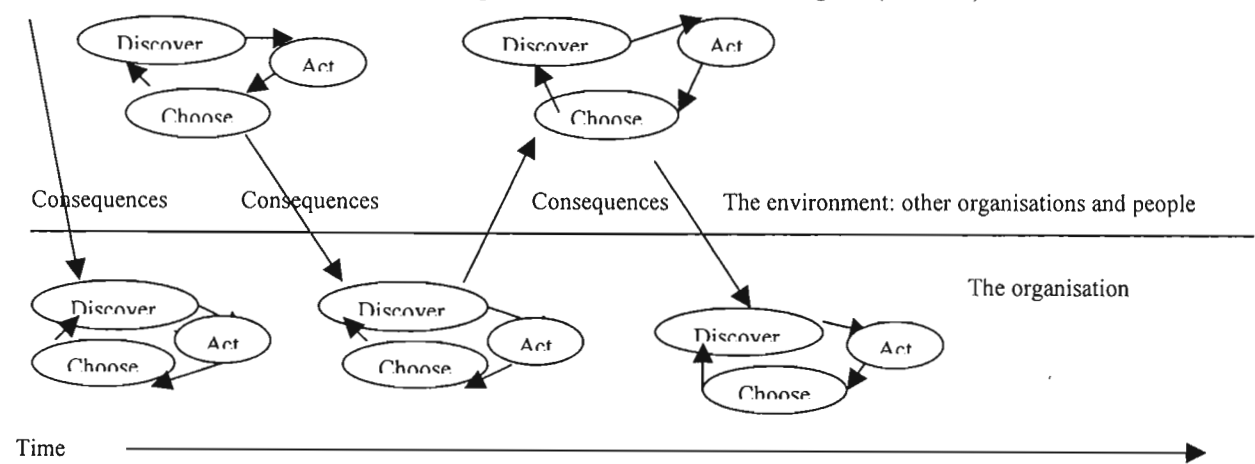 Discover
Act
Choose
Discover
Act
Choose
Consequences
Consequences
Consequences
The environment: other organisations and people
The organisation
Discover
Act
Choose
Discover
Act
Choose
Discover
Act
Choose
Time